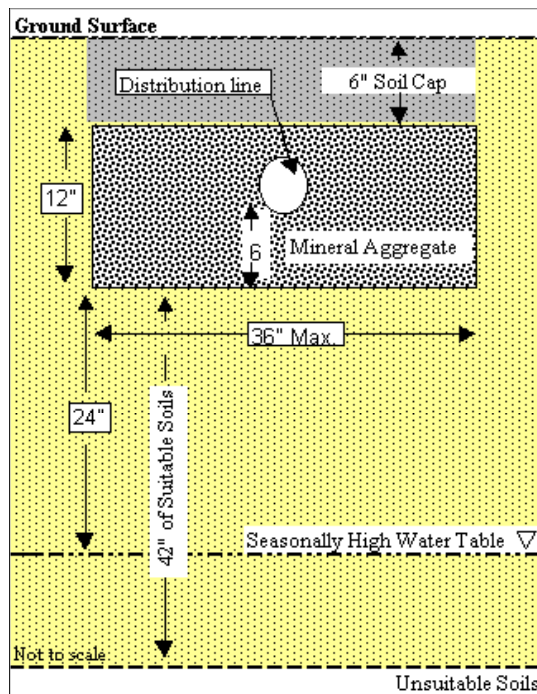 Ground Surface
Distribution line
6" Soil Cap
12"
6
Mineral Aggregate
36" Max.
24"
42" of Suitable Soils
Seasonally High Water Table
Not to scale
Unsuitable Soils